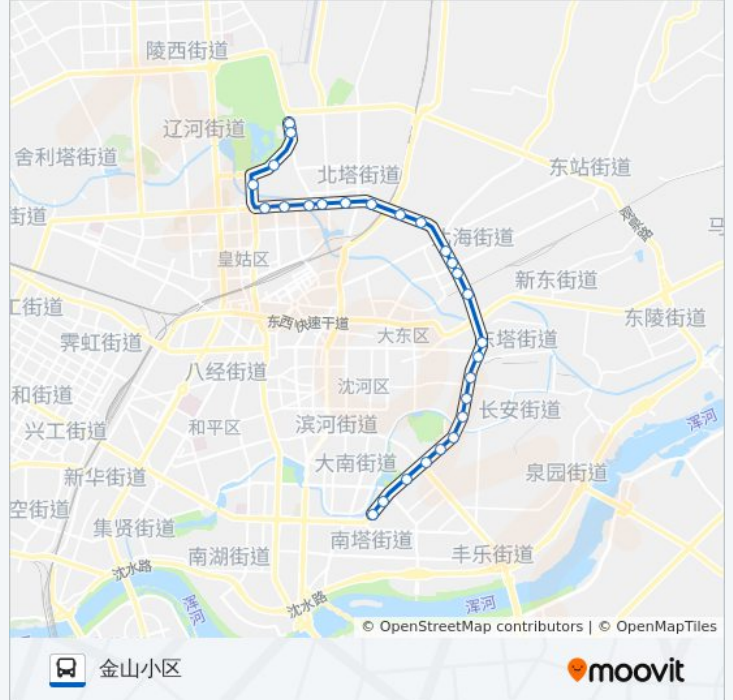 陵西街道
辽河街道
舍利塔街道
北塔街道
东站街道
街道
海街道
皇姑区
新东街道
工街道
东西快速干道
东陵街道
霁虹街道
大东区
东塔街道
八经街道
沈河区
和街道
长安街道
兴工街道
和平区
滨河街道
浑河
大南街道
新华街道
泉园街道
空街道
集贤街道
南塔街道
南湖街道
丰乐街道
沈水路
浑河
沈水路
浑河
© OpenStreetMap contributors | © OpenMapTiles
金山小区
moovit